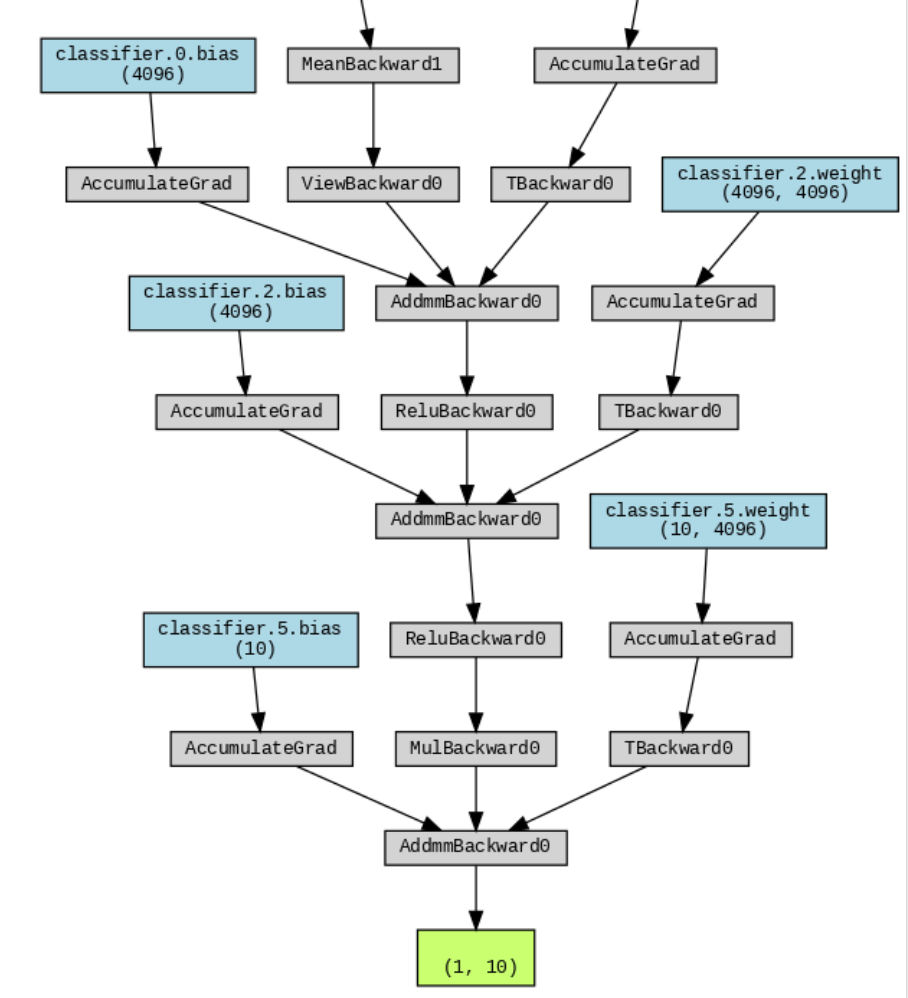 classifier.0.bias
(4096)
MeanBackward1
AccumulateGrad
AccumulateGrad
ViewBackward0
TBackward0
classifier.2.weight
(4096, 4096)
classifier.2.bias
(4096)
AddmmBackward0
AccumulateGrad
AccumulateGrad
ReluBackward0
TBackward0
AddmmBackward0
classifier.5.weight
(10, 4096)
classifier.5.bias
(10)
ReluBackward0
AccumulateGrad
AccumulateGrad
MulBackward0
TBackward0
AddmmBackward0
(1, 10)